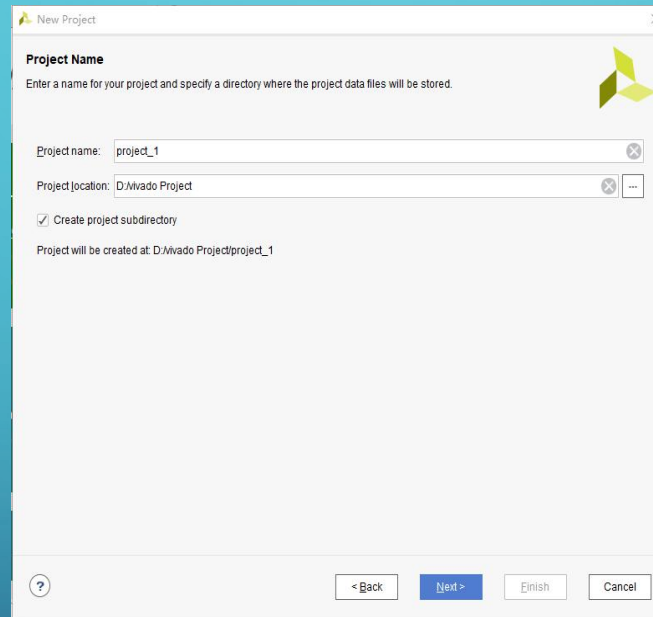 New Project
Project Name
Enter a name for your project and specify a directory where the project data files will be stored.
Project name: project_1
Project location: D:/vivado Project
...
Create project subdirectory
Project will be created at: D:/vivado Project/project_1
?
< Back Next > Finish Cancel